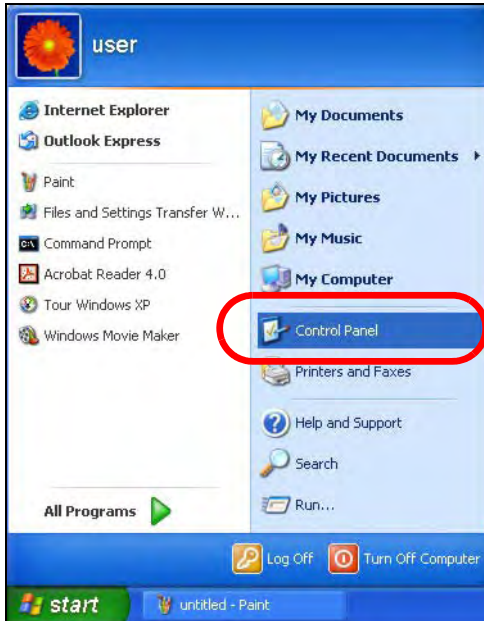 user
Internet Explorer
Outlook Express
Paint
Files and Settings Transfer W...
Command Prompt
Acrobat Reader 4.0
Tour Windows XP
Windows Movie Maker
All Programs
My Documents
My Recent Documents
My Pictures
My Music
My Computer
Control Panel
Printers and Faxes
Help and Support
Search
Run...
Log Off
Turn Off Computer
start
untitled - Paint